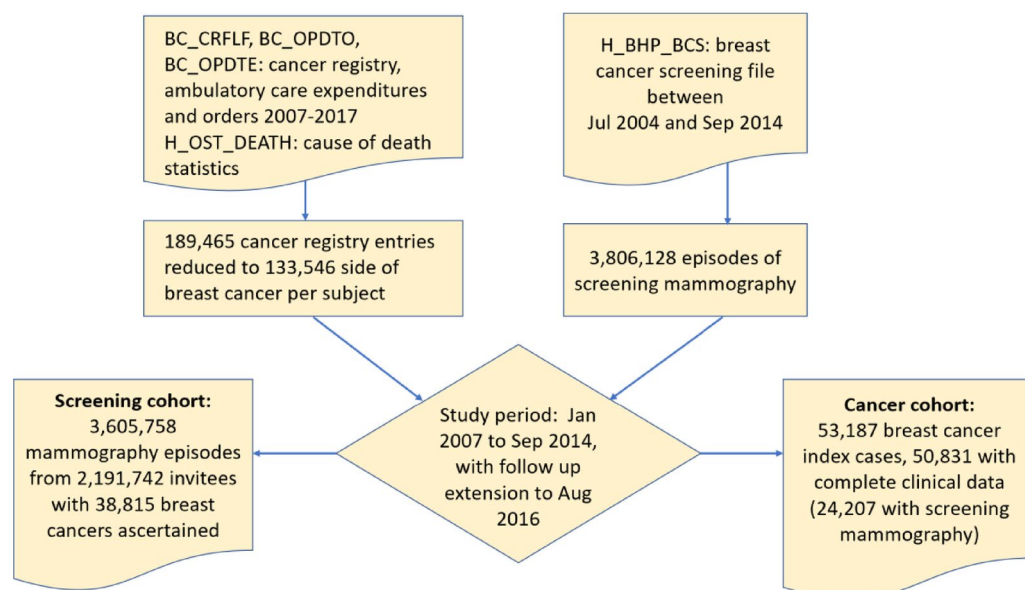 BC_CRFLF, BC_OPDTO,
BC_OPDTE: cancer registry,
ambulatory care expenditures
and orders 2007-2017
H_OST_DEATH: cause of death
statistics
H_BHP_BCS: breast
cancer screening file
between
Jul 2004 and Sep 2014
189,465 cancer registry entries
reduced to 133,546 side of
breast cancer per subject
3,806,128 episodes of
screening mammography
Study period: Jan
2007 to Sep 2014,
with follow up
extension to Aug
2016
Screening cohort:
3,605,758
mammography episodes
from 2,191,742 invitees
with 38,815 breast
cancers ascertained
Cancer cohort:
53,187 breast cancer
index cases, 50,831 with
complete clinical data
(24,207 with screening
mammography)